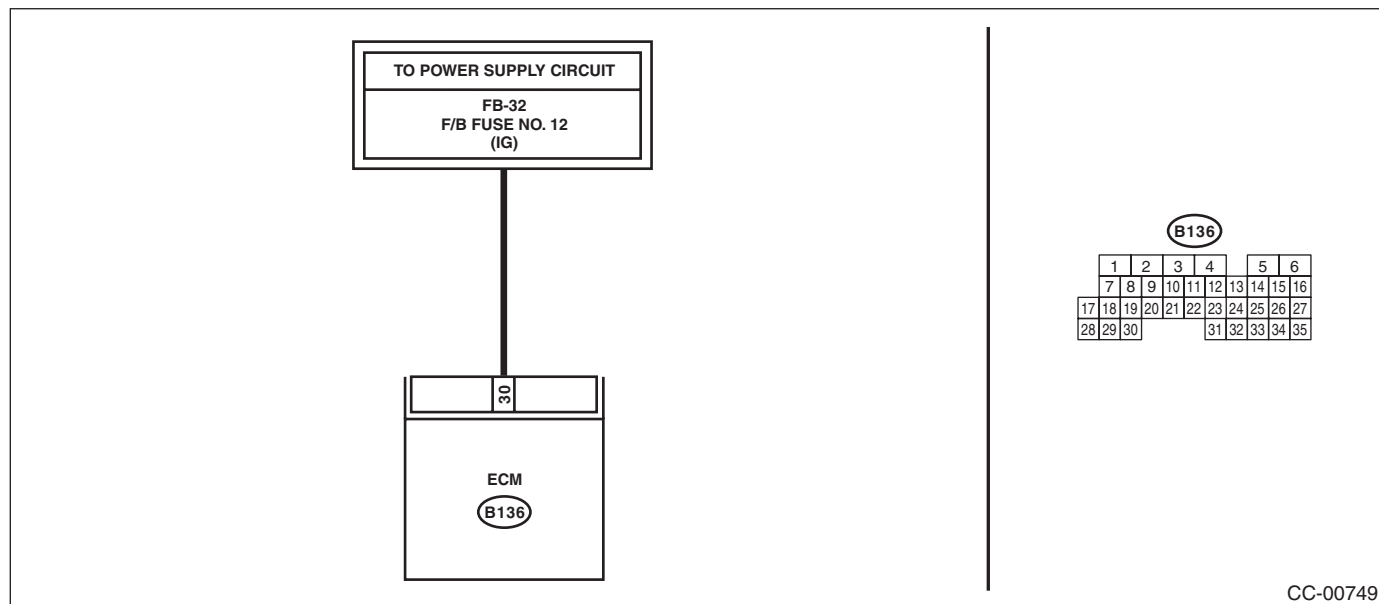 TO POWER SUPPLY CIRCUIT
FB-32
F/B FUSE NO. 12
(IG)
30
ECM
B136
B136
1 2 3 4 5 6
7 8 9 10 11 12 13 14 15 16
17 18 19 20 21 22 23 24 25 26 27
28 29 30 31 32 33 34 35
CC-00749